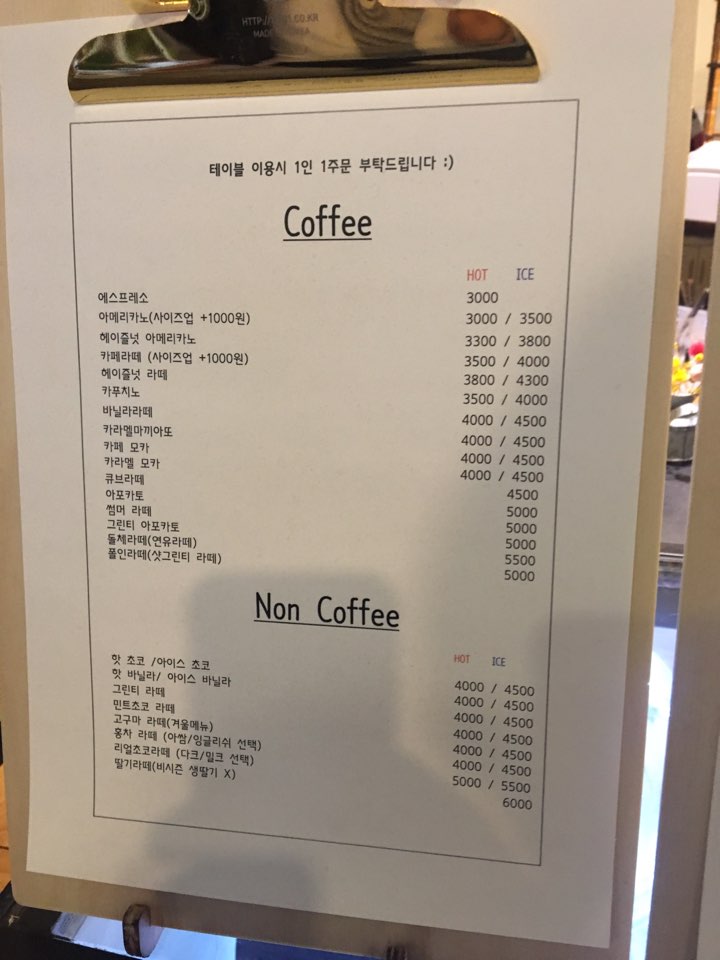 테이블 이용시 1인 1주문 부탁드립니다 :)
Coffee
HOT ICE
에스프레소 3000
아메리카노(사이즈업 +1000원) 3000 / 3500
헤이즐넛 아메리카노 3300 / 3800
카페라떼 (사이즈업 +1000원) 3500 / 4000
헤이즐넛 라떼 3800 / 4300
카푸치노 3500 / 4000
바닐라라떼 4000 / 4500
카라멜마끼아또 4000 / 4500
카페 모카 4000 / 4500
카라멜 모카 4000 / 4500
큐브라떼 4500
아포카토 5000
썸머 라떼 5000
그린티 아포카토 5000
돌체라떼(연유라떼) 5500
폴인라떼(샷그린티 라떼) 5000
Non Coffee
HOT ICE
핫 초코 /아이스 초코 4000 / 4500
핫 바닐라/ 아이스 바닐라 4000 / 4500
그린티 라떼 4000 / 4500
민트초코 라떼 4000 / 4500
고구마 라떼(겨울메뉴) 4000 / 4500
홍차 라떼 (아쌈/잉글리쉬 선택) 4000 / 4500
리얼초코라떼 (다크/밀크 선택) 5000 / 5500
딸기라떼(비시즌 생딸기 X) 6000